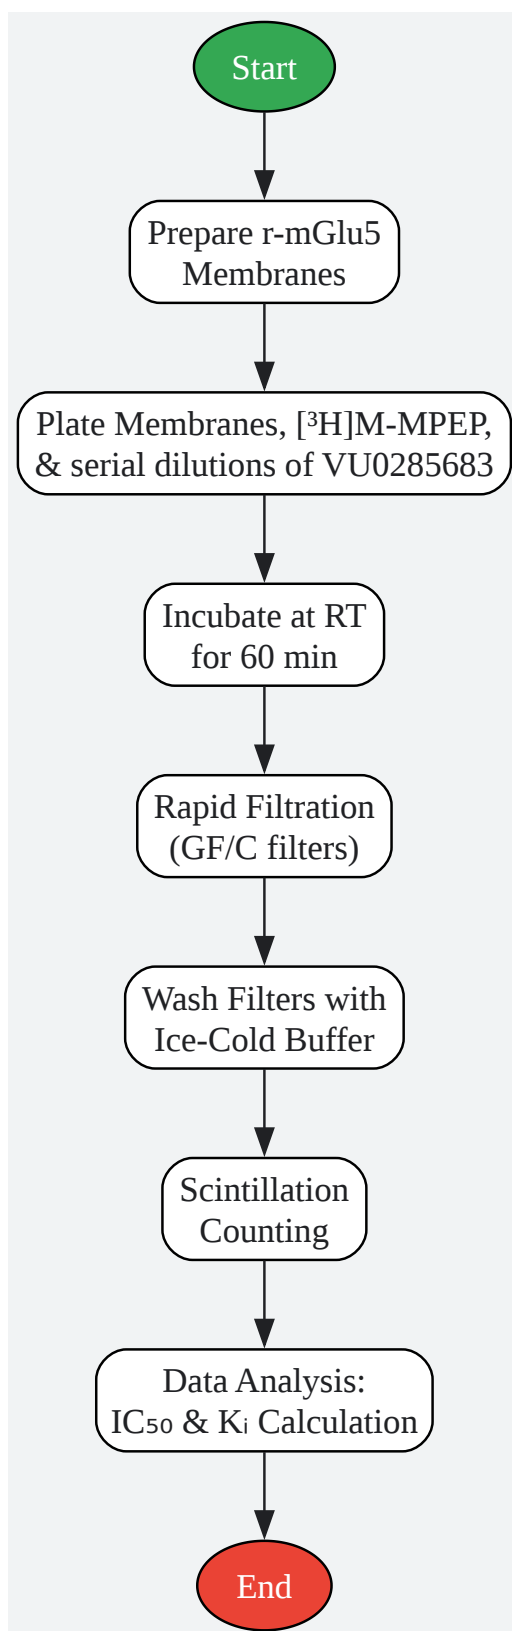 Start
Prepare r-mGlu5
Membranes
Plate Membranes, [³H]M-MPEP,
& serial dilutions of VU0285683
Incubate at RT
for 60 min
Rapid Filtration
(GF/C filters)
Wash Filters with
Ice-Cold Buffer
Scintillation
Counting
Data Analysis:
IC₅₀ & Kᵢ Calculation
End